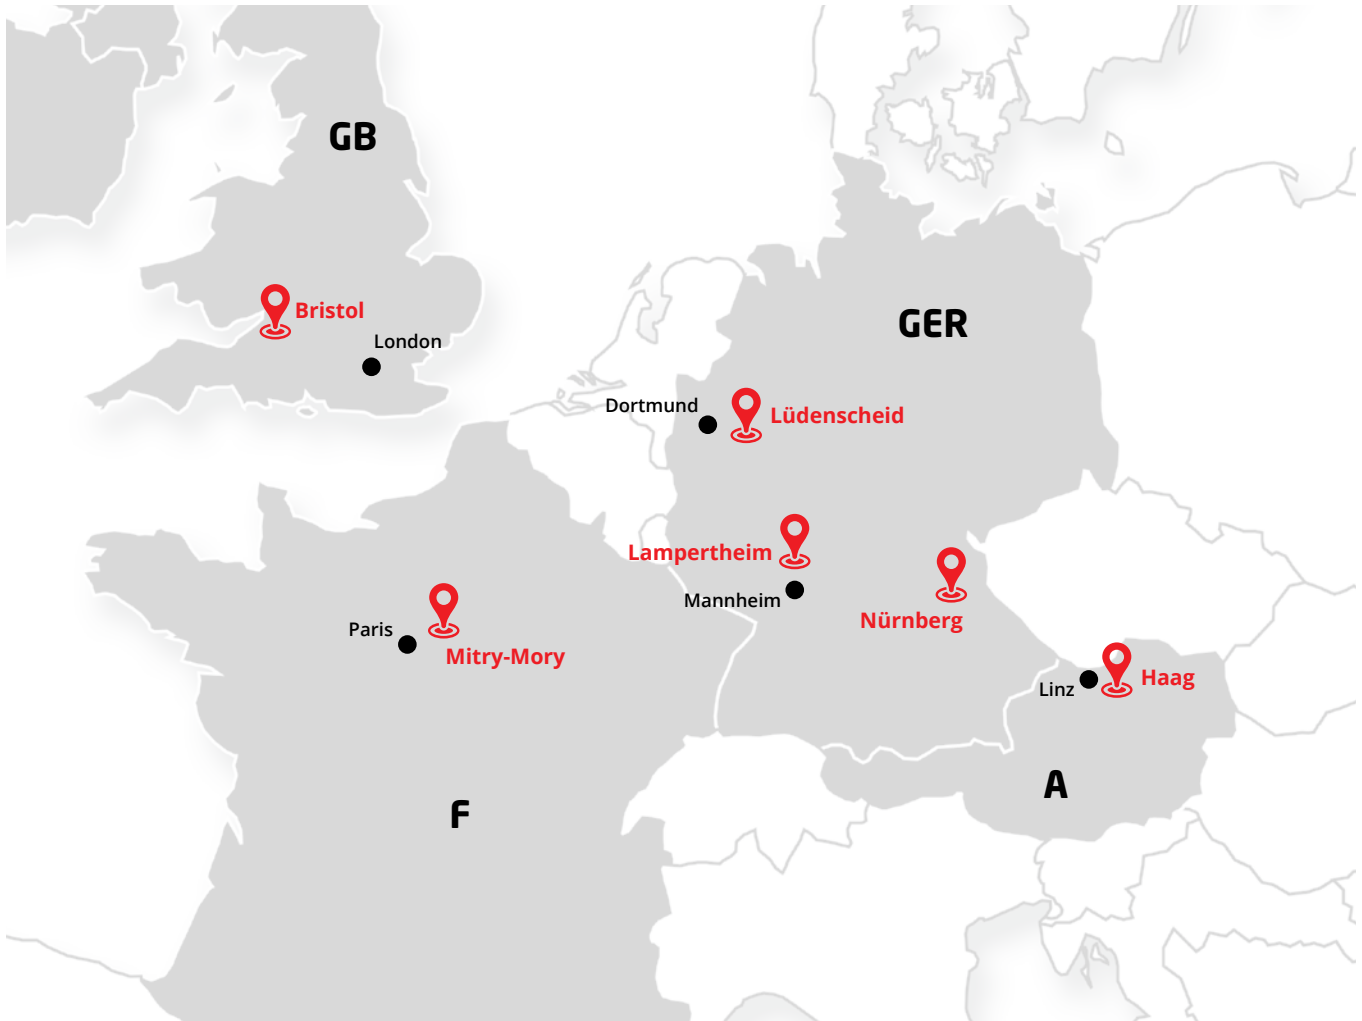 GB
Bristol
London
GER
Dortmund
Lüdenscheid
Lampertheim
Mannheim
Nürnberg
Paris
Mitry-Mory
Linz
Haag
A
F